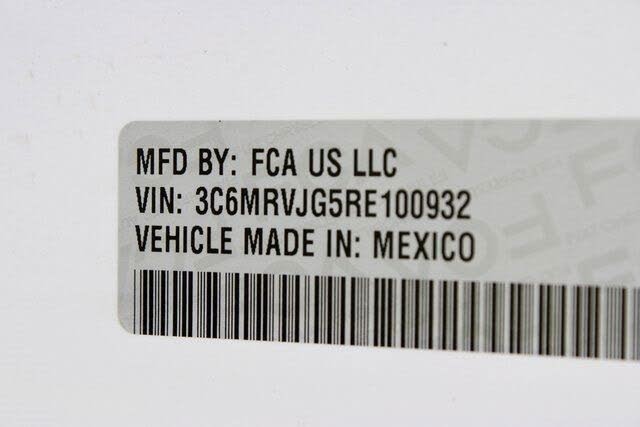 MFD BY: FCA US LLC
VIN: 3C6MRVJG5RE100932
VEHICLE MADE IN: MEXICO